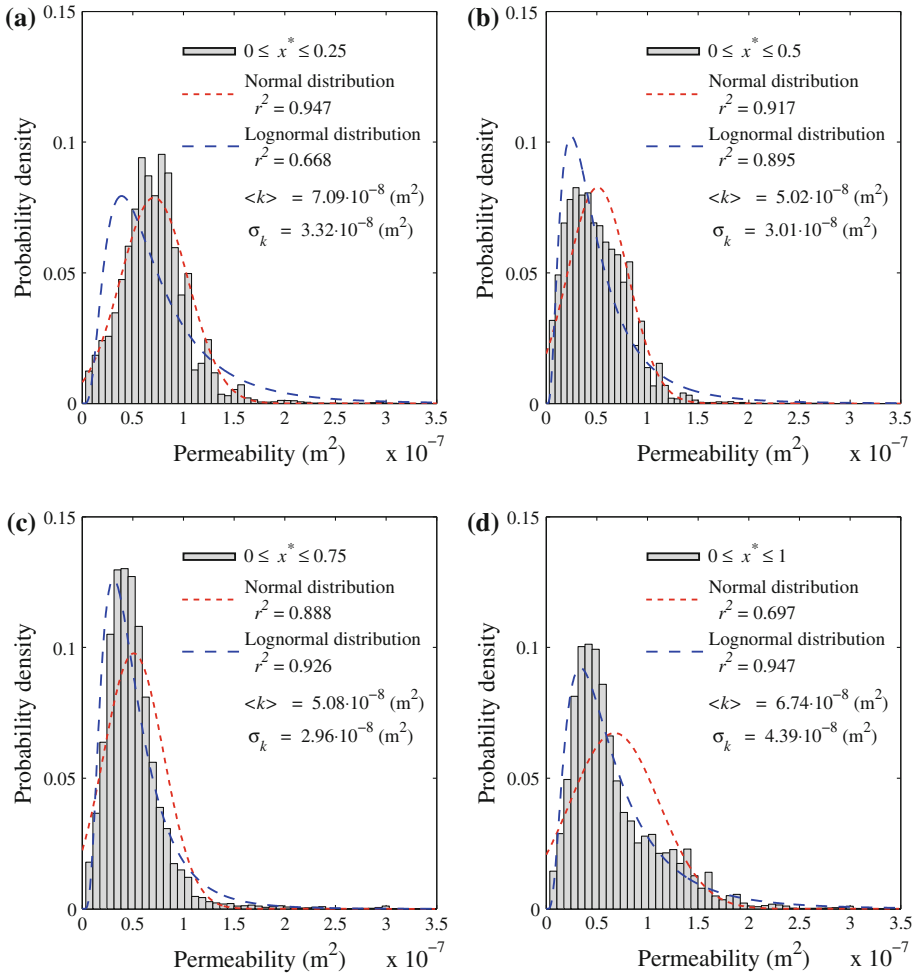 (a)
0.15
0 ≤ x* ≤ 0.25
Normal distribution
r² = 0.947
Lognormal distribution
r² = 0.668
<k> = 7.09·10⁻⁸ (m²)
σₖ = 3.32·10⁻⁸ (m²)
Probability density
0.1
0.05
0
0 0.5 1 1.5 2 2.5 3 3.5
Permeability (m²) x 10⁻⁷
(b)
0.15
0 ≤ x* ≤ 0.5
Normal distribution
r² = 0.917
Lognormal distribution
r² = 0.895
<k> = 5.02·10⁻⁸ (m²)
σₖ = 3.01·10⁻⁸ (m²)
Probability density
0.1
0.05
0
0 0.5 1 1.5 2 2.5 3 3.5
Permeability (m²) x 10⁻⁷
(c)
0.15
0 ≤ x* ≤ 0.75
Normal distribution
r² = 0.888
Lognormal distribution
r² = 0.926
<k> = 5.08·10⁻⁸ (m²)
σₖ = 2.96·10⁻⁸ (m²)
Probability density
0.1
0.05
0
0 0.5 1 1.5 2 2.5 3 3.5
Permeability (m²) x 10⁻⁷
(d)
0.15
0 ≤ x* ≤ 1
Normal distribution
r² = 0.697
Lognormal distribution
r² = 0.947
<k> = 6.74·10⁻⁸ (m²)
σₖ = 4.39·10⁻⁸ (m²)
Probability density
0.1
0.05
0
0 0.5 1 1.5 2 2.5 3 3.5
Permeability (m²) x 10⁻⁷